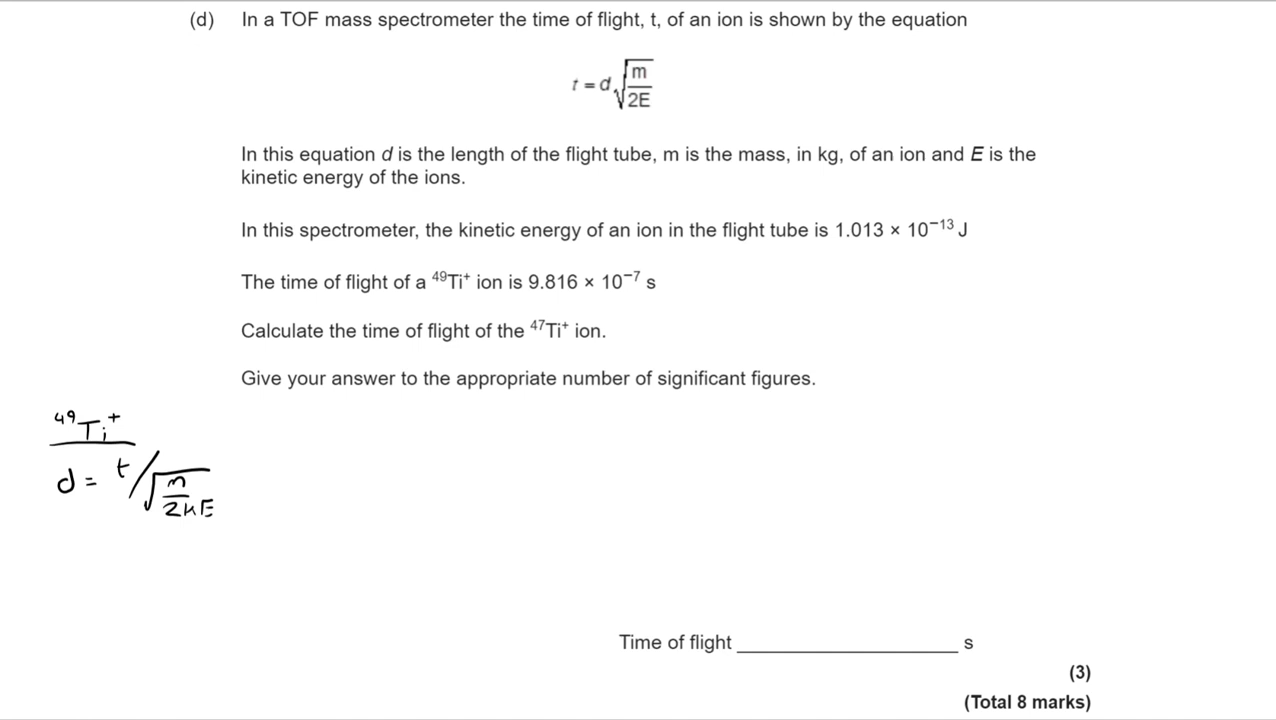 (d) In a TOF mass spectrometer the time of flight, t, of an ion is shown by the equation
t = d√(m/2E)
In this equation d is the length of the flight tube, m is the mass, in kg, of an ion and E is the
kinetic energy of the ions.
In this spectrometer, the kinetic energy of an ion in the flight tube is 1.013 × 10⁻¹³ J
The time of flight of a ⁴⁹Ti⁺ ion is 9.816 × 10⁻⁷ s
Calculate the time of flight of the ⁴⁷Ti⁺ ion.
Give your answer to the appropriate number of significant figures.
⁴⁹Ti⁺
d = t/√(m/2KE)
Time of flight ____________________ s
(3)
(Total 8 marks)